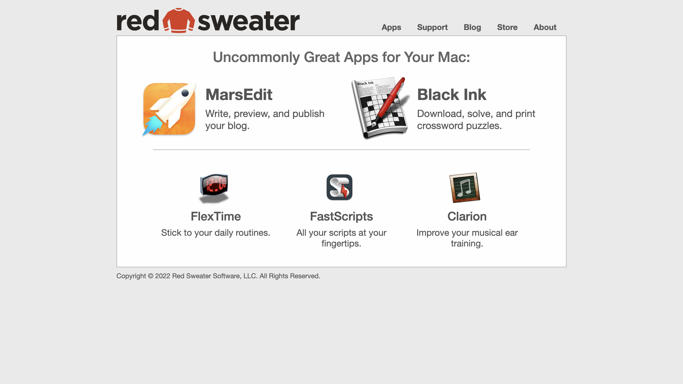 red sweater
Apps Support Blog Store About
Uncommonly Great Apps for Your Mac:
MarsEdit
Write, preview, and publish
your blog.
Black Ink
Black Ink
Download, solve, and print
crossword puzzles.
FlexTime
Stick to your daily routines.
FastScripts
All your scripts at your
fingertips.
Clarion
Improve your musical ear
training.
Copyright © 2022 Red Sweater Software, LLC. All Rights Reserved.